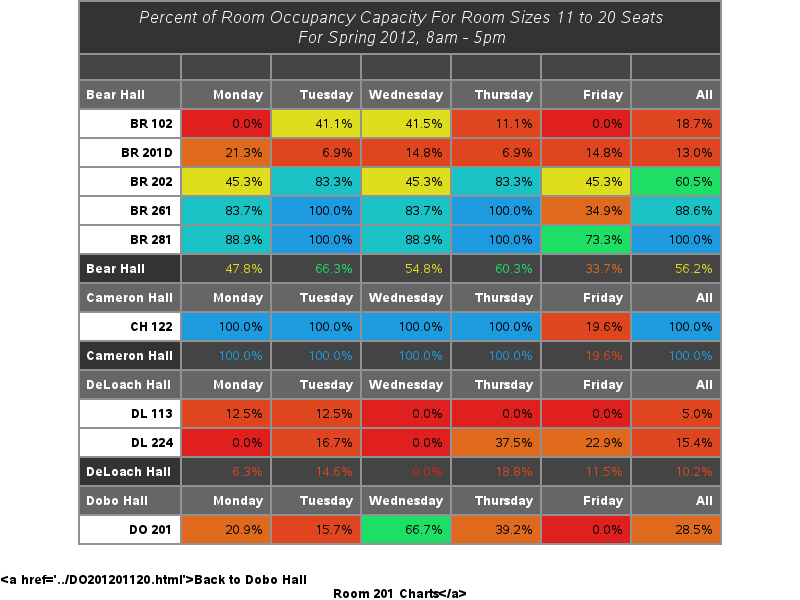 Percent of Room Occupancy Capacity For Room Sizes 11 to 20 Seats
For Spring 2012, 8am - 5pm
Bear Hall Monday Tuesday Wednesday Thursday Friday All
BR 102 0.0% 41.1% 41.5% 11.1% 0.0% 18.7%
BR 201D 21.3% 6.9% 14.8% 6.9% 14.8% 13.0%
BR 202 45.3% 83.3% 45.3% 83.3% 45.3% 60.5%
BR 261 83.7% 100.0% 83.7% 100.0% 34.9% 88.6%
BR 281 88.9% 100.0% 88.9% 100.0% 73.3% 100.0%
Bear Hall 47.8% 66.3% 54.8% 60.3% 33.7% 56.2%
Cameron Hall Monday Tuesday Wednesday Thursday Friday All
CH 122 100.0% 100.0% 100.0% 100.0% 19.6% 100.0%
Cameron Hall 100.0% 100.0% 100.0% 100.0% 19.6% 100.0%
DeLoach Hall Monday Tuesday Wednesday Thursday Friday All
DL 113 12.5% 12.5% 0.0% 0.0% 0.0% 5.0%
DL 224 0.0% 16.7% 0.0% 37.5% 22.9% 15.4%
DeLoach Hall 6.3% 14.6% 0.0% 18.8% 11.5% 10.2%
Dobo Hall Monday Tuesday Wednesday Thursday Friday All
DO 201 20.9% 15.7% 66.7% 39.2% 0.0% 28.5%
<a href='../DO201201120.html'>Back to Dobo Hall
Room 201 Charts</a>